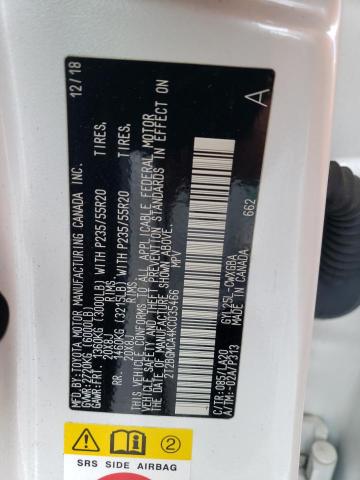 MFD.BY: TOYOTA MOTOR MANUFACTURING CANADA INC. 12/18
GVWR: 2720KG (6000LB)
GAWR:FRT. 1360KG (3000LB) WITH P235/55R20 TIRES,
20X8J RIMS
RR. 1460KG (3215LB) WITH P235/55R20 TIRES,
20X8J RIMS
THIS VEHICLE CONFORMS TO ALL APPLICABLE FEDERAL MOTOR
VEHICLE SAFETY AND THEFT PREVENTION STANDARDS
IN EFFECT ON THE DATE OF MANUFACTURE SHOWN ABOVE.
2T2BGMCA4KC035466 MPV
A
662
C/TR:085/LA20 GYL25L-CWXGBA
A/TM:-02A/P313 MADE IN CANADA
2
SRS SIDE AIRBAG